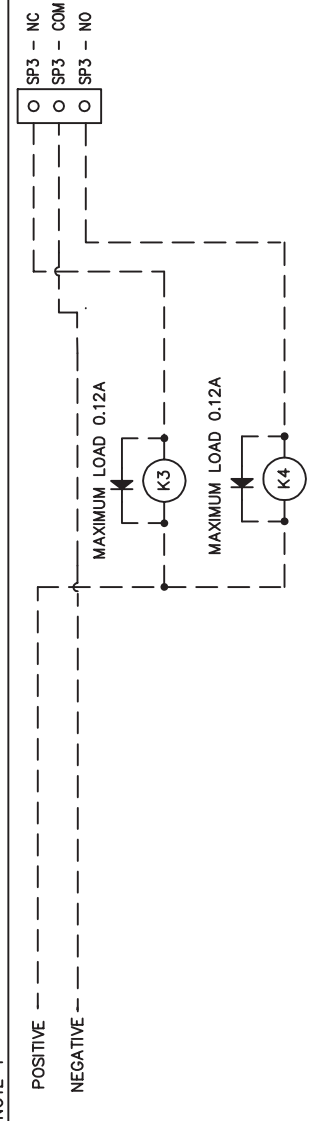 NOTE
POSITIVE
NEGATIVE
MAXIMUM LOAD 0.12A
K3
MAXIMUM LOAD 0.12A
K4
SP3 - NC
SP3 - COM
SP3 - NO